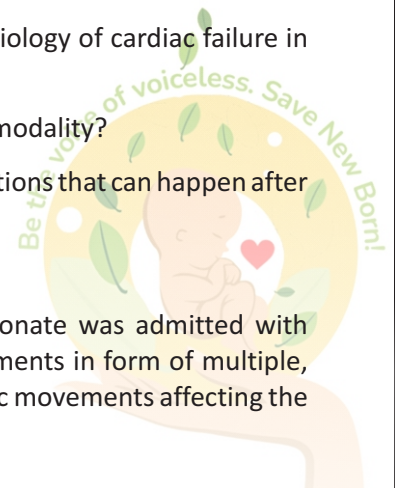 iology of cardiac failure in
modality?
tions that can happen after
onate was admitted with
ments in form of multiple,
c movements affecting the
Be the voice of voiceless. Save New Born!